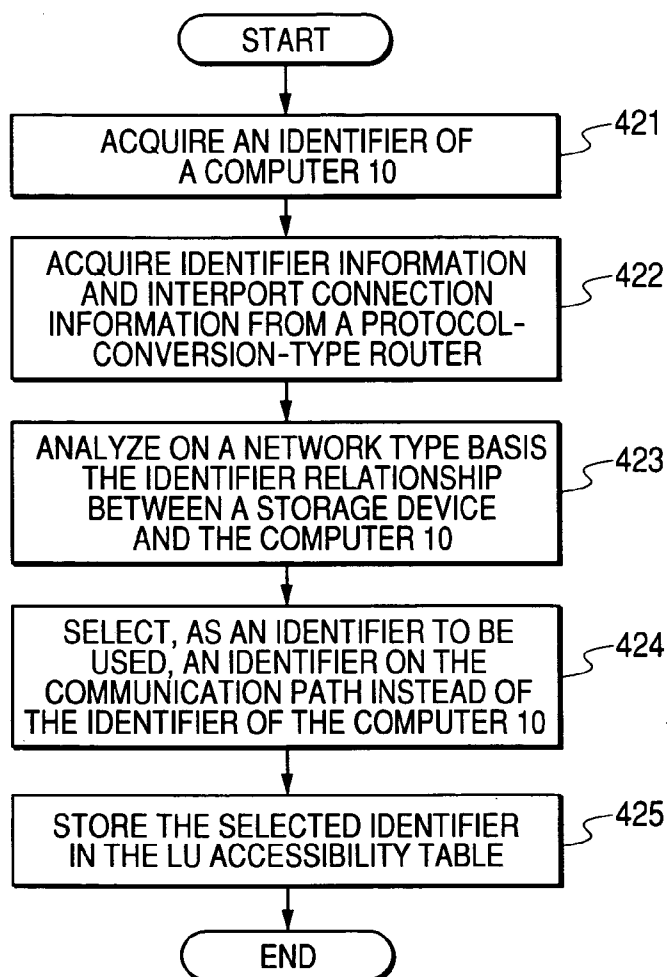 START
ACQUIRE AN IDENTIFIER OF
A COMPUTER 10
421
ACQUIRE IDENTIFIER INFORMATION
AND INTERPORT CONNECTION
INFORMATION FROM A PROTOCOL-
CONVERSION-TYPE ROUTER
422
ANALYZE ON A NETWORK TYPE BASIS
THE IDENTIFIER RELATIONSHIP
BETWEEN A STORAGE DEVICE
AND THE COMPUTER 10
423
SELECT, AS AN IDENTIFIER TO BE
USED, AN IDENTIFIER ON THE
COMMUNICATION PATH INSTEAD OF
THE IDENTIFIER OF THE COMPUTER 10
424
STORE THE SELECTED IDENTIFIER
IN THE LU ACCESSIBILITY TABLE
425
END